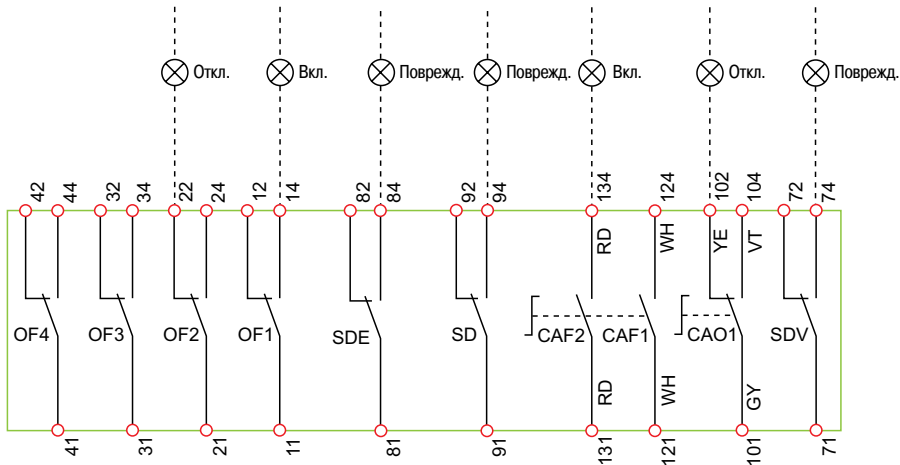 Откл.
Вкл.
Поврежд.
Поврежд.
Вкл.
Откл.
Поврежд.
42 44 32 34 22 24 12 14 82 84 92 94 134 124 102 104 72 74
RD WH YE VT
OF4 OF3 OF2 OF1 SDE SD CAF2 CAF1 CAO1 SDV
RD WH GY
41 31 21 11 81 91 131 121 101 71